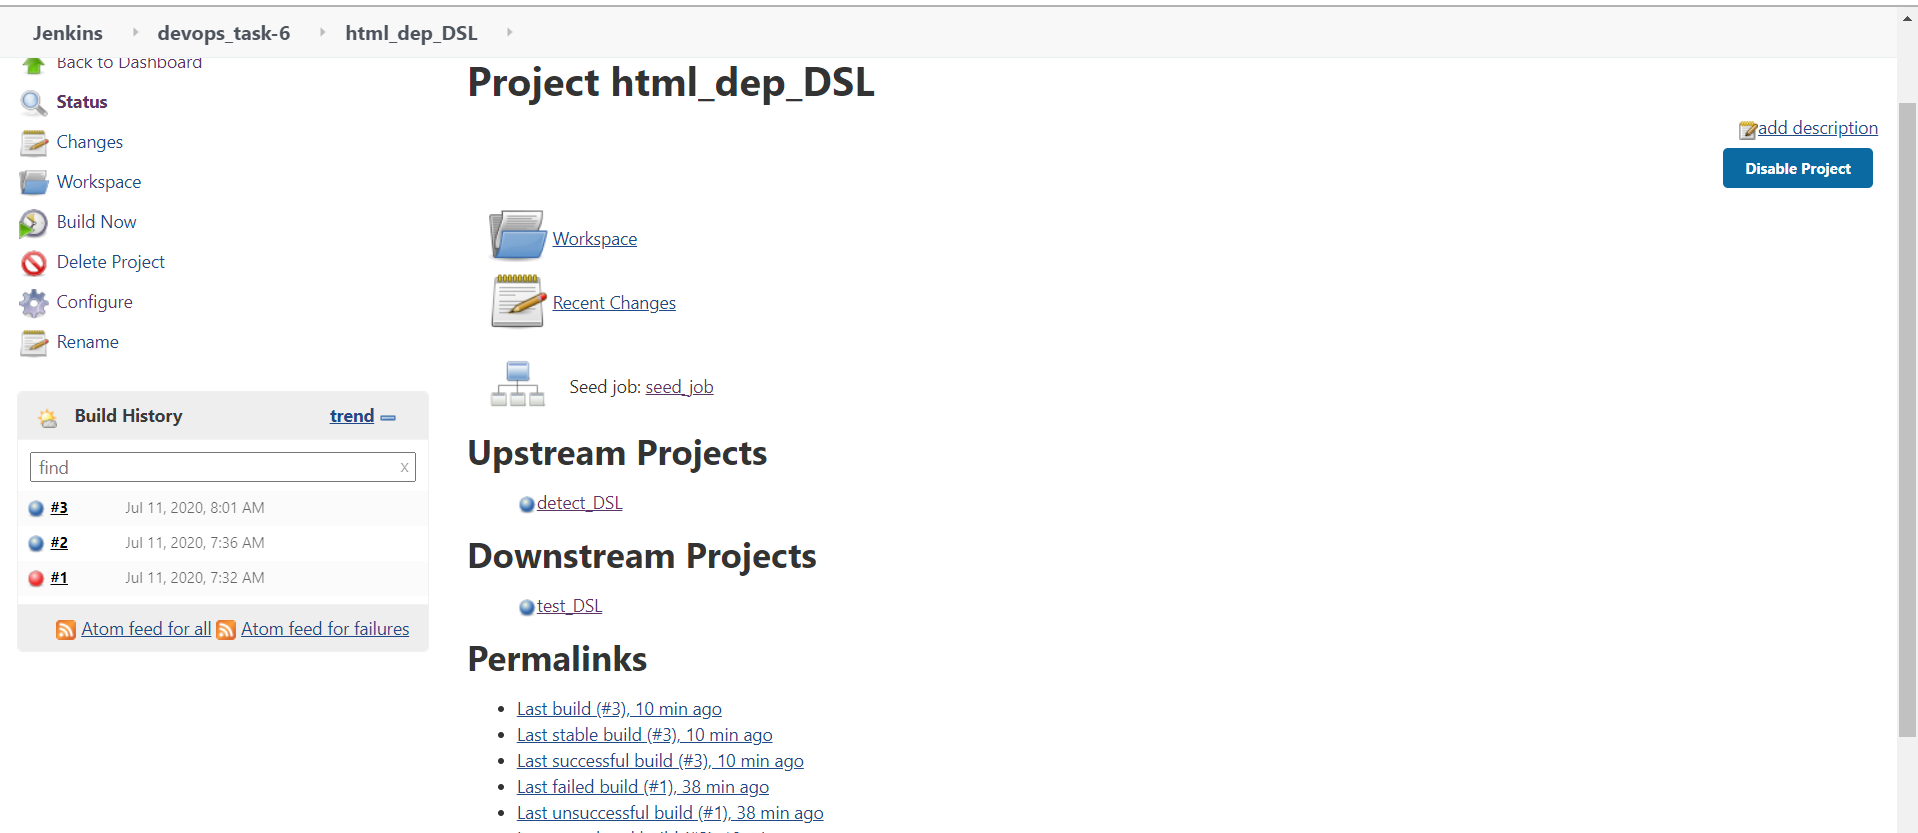 Jenkins devops_task-6 html_dep_DSL
Back to Dashboard
Status
Changes
Workspace
Build Now
Delete Project
Configure
Rename
Build History trend
find x
#3 Jul 11, 2020, 8:01 AM
#2 Jul 11, 2020, 7:36 AM
#1 Jul 11, 2020, 7:32 AM
Atom feed for all Atom feed for failures
Project html_dep_DSL
add description
Disable Project
Workspace
Recent Changes
Seed job: seed_job
Upstream Projects
detect_DSL
Downstream Projects
test_DSL
Permalinks
Last build (#3), 10 min ago
Last stable build (#3), 10 min ago
Last successful build (#3), 10 min ago
Last failed build (#1), 38 min ago
Last unsuccessful build (#1), 38 min ago